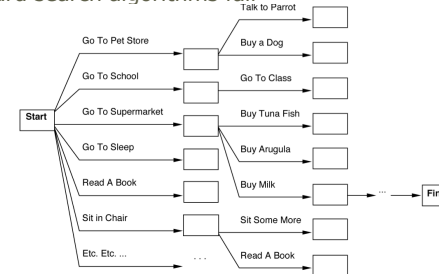 Talk to Parrot
Go To Pet Store
Buy a Dog
Go To School
Go To Class
Go To Supermarket
Buy Tuna Fish
Start
Go To Sleep
Buy Arugula
Read A Book
Buy Milk
...
Sit in Chair
Sit Some More
Etc. Etc. ...
. . .
Read A Book